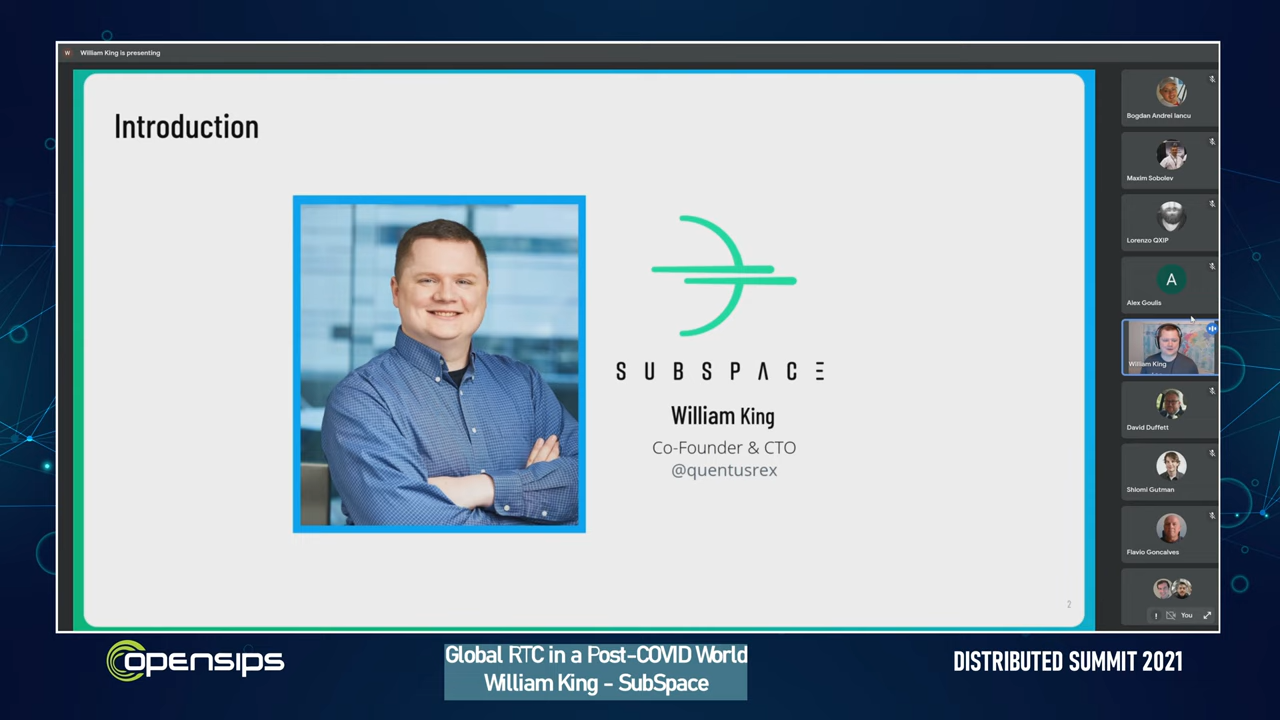 W William King is presenting
Introduction
SUBSPACE
William King
Co-Founder & CTO
@quentusrex
2
Bogdan Andrei Iancu
Maxim Sobolev
Lorenzo QXIP
A
Alex Goulis
William King
David Duffett
Shlomi Gutman
Flavio Goncalves
You
opensips
Global RTC in a Post-COVID World
William King - SubSpace
DISTRIBUTED SUMMIT 2021